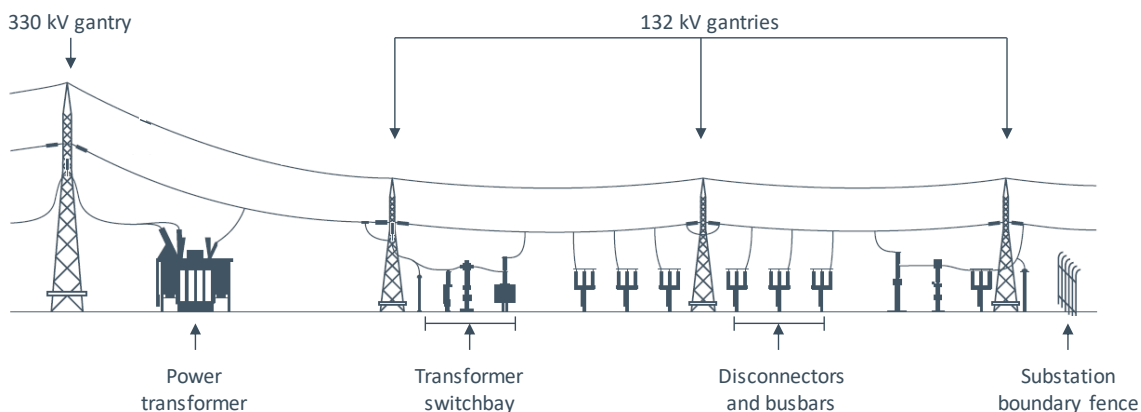 330 kV gantry
132 kV gantries
Power
transformer
Transformer
switchbay
Disconnectors
and busbars
Substation
boundary fence